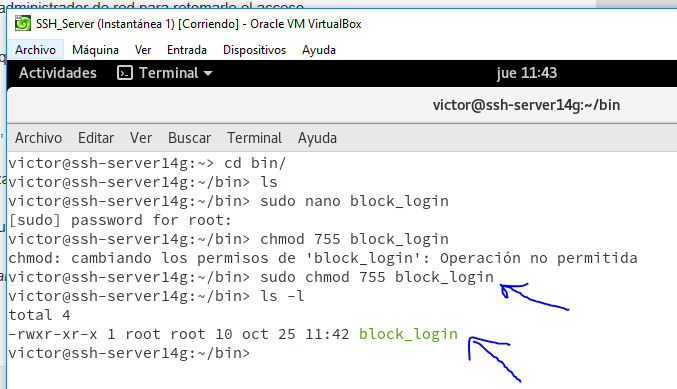 administrador de red para retomarle el acceso
SSH_Server (Instantánea 1) [Corriendo] - Oracle VM VirtualBox
Archivo Máquina Ver Entrada Dispositivos Ayuda
Actividades Terminal jue 11:43
victor@ssh-server14g:~/bin
Archivo Editar Ver Buscar Terminal Ayuda
victor@ssh-server14g:~> cd bin/
victor@ssh-server14g:~/bin> ls
victor@ssh-server14g:~/bin> sudo nano block_login
[sudo] password for root:
victor@ssh-server14g:~/bin> chmod 755 block_login
chmod: cambiando los permisos de 'block_login': Operación no permitida
victor@ssh-server14g:~/bin> sudo chmod 755 block_login
victor@ssh-server14g:~/bin> ls -l
total 4
-rwxr-xr-x 1 root root 10 oct 25 11:42 block_login
victor@ssh-server14g:~/bin>